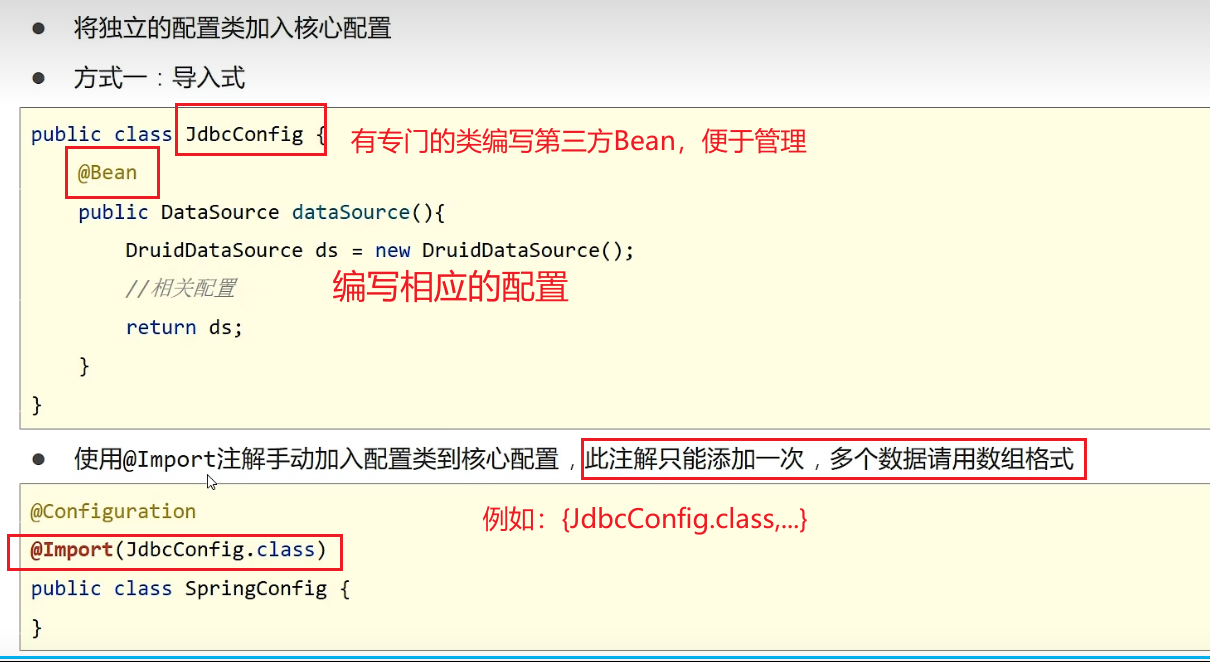 将独立的配置类加入核心配置
方式一：导入式
public class JdbcConfig {
有专门的类编写第三方Bean，便于管理
@Bean
public DataSource dataSource(){
DruidDataSource ds = new DruidDataSource();
//相关配置
编写相应的配置
return ds;
}
}
使用@Import注解手动加入配置类到核心配置，此注解只能添加一次，多个数据请用数组格式
@Configuration
例如：{JdbcConfig.class,...}
@Import(JdbcConfig.class)
public class SpringConfig {
}